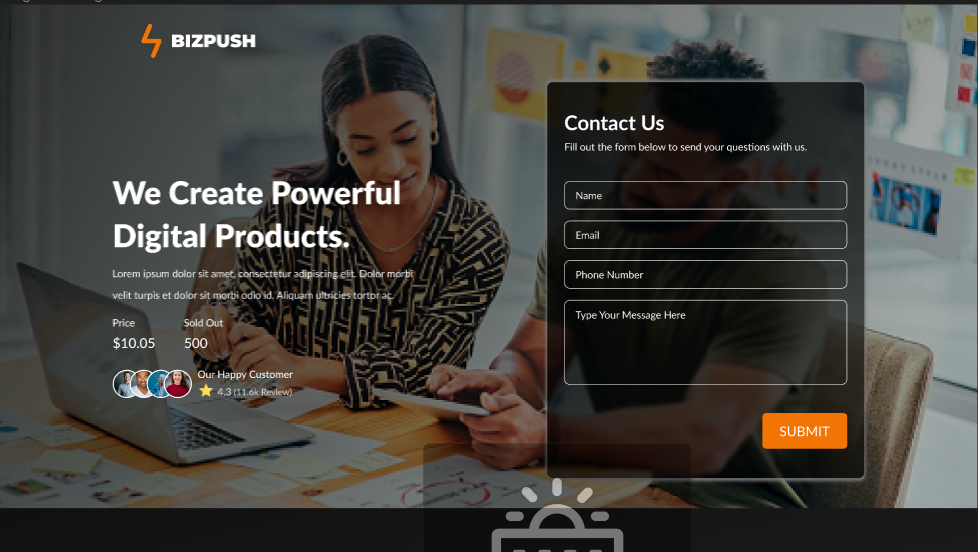 BIZPUSH
We Create Powerful
Digital Products.
Lorem ipsum dolor sit amet, consectetur adipiscing elit. Dolor morbi
velit turpis et dolor sit morbi odio id. Aliquam ultricies tortor ac.
Price
Sold Out
$10.05
500
Our Happy Customer
4.3 (11.6k Review)
Contact Us
Fill out the form below to send your questions with us.
Name
Email
Phone Number
Type Your Message Here
SUBMIT